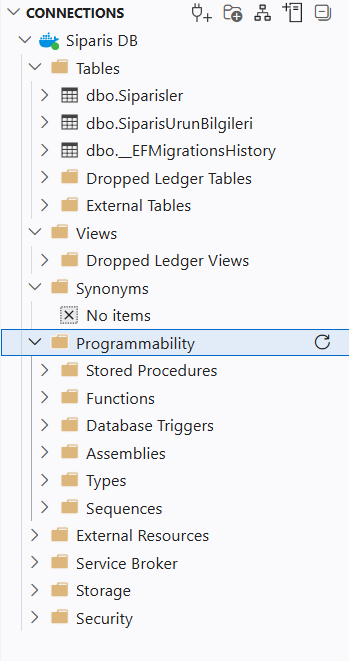 CONNECTIONS
Siparis DB
Tables
dbo.Siparisler
dbo.SiparisUrunBilgileri
dbo.__EFMigrationsHistory
Dropped Ledger Tables
External Tables
Views
Dropped Ledger Views
Synonyms
No items
Programmability
Stored Procedures
Functions
Database Triggers
Assemblies
Types
Sequences
External Resources
Service Broker
Storage
Security